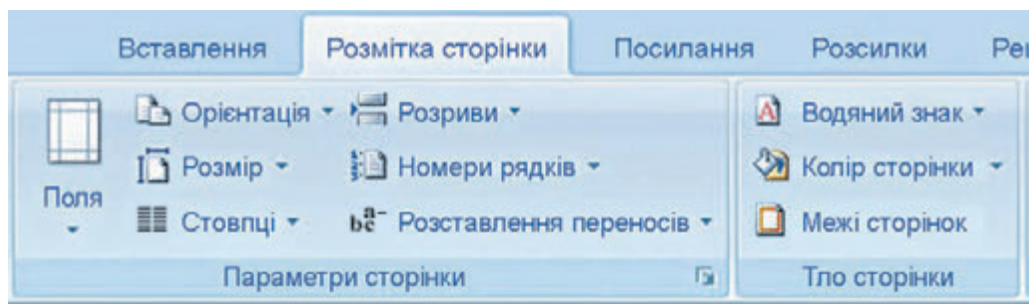 Вставлення Розмітка сторінки Посилання Розсилки Ре
Орієнтація Розриви Водяний знак
Розмір Номери рядків Колір сторінки
Поля
Стовпці Розставлення переносів Межі сторінок
Параметри сторінки Тло сторінки